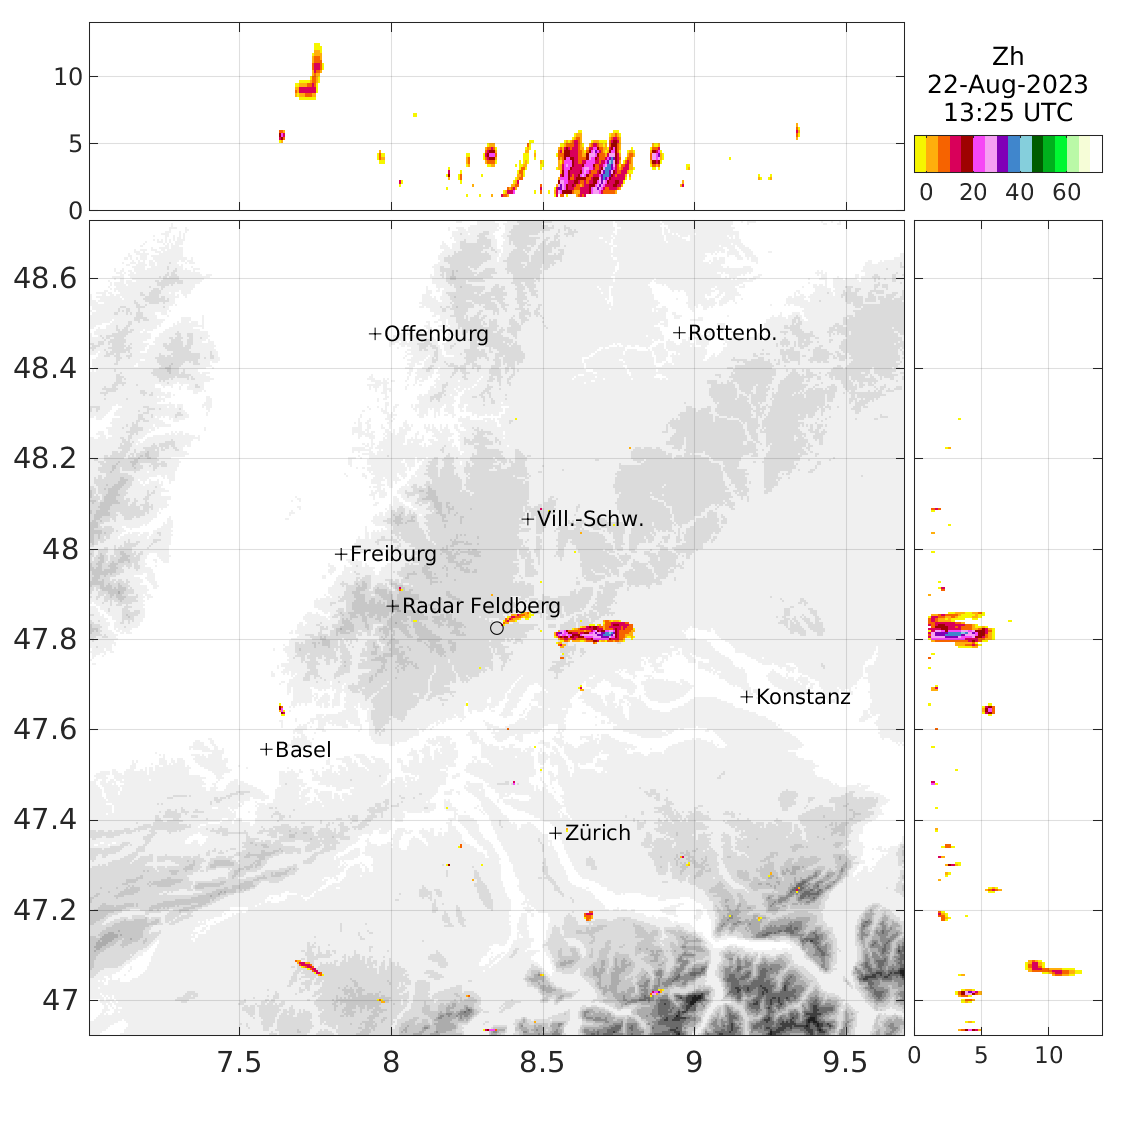 10
5
0
Zh
22-Aug-2023
13:25 UTC
0 20 40 60
48.6
48.4
48.2
48
47.8
47.6
47.4
47.2
47
Offenburg
Rottenb.
Vill.-Schw.
Freiburg
Radar Feldberg
Konstanz
Basel
Zürich
7.5 8 8.5 9 9.5
0 5 10